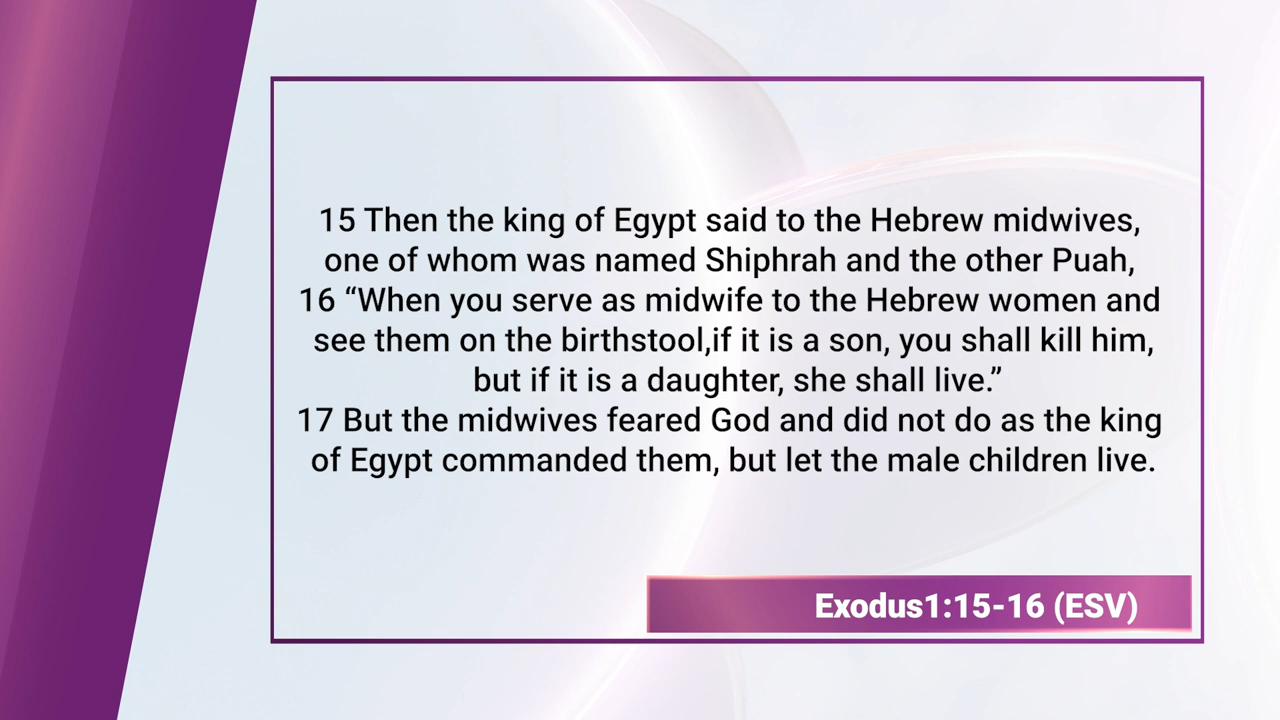 15 Then the king of Egypt said to the Hebrew midwives,
one of whom was named Shiphrah and the other Puah,
16 “When you serve as midwife to the Hebrew women and
see them on the birthstool,if it is a son, you shall kill him,
but if it is a daughter, she shall live.”
17 But the midwives feared God and did not do as the king
of Egypt commanded them, but let the male children live.
Exodus1:15-16 (ESV)